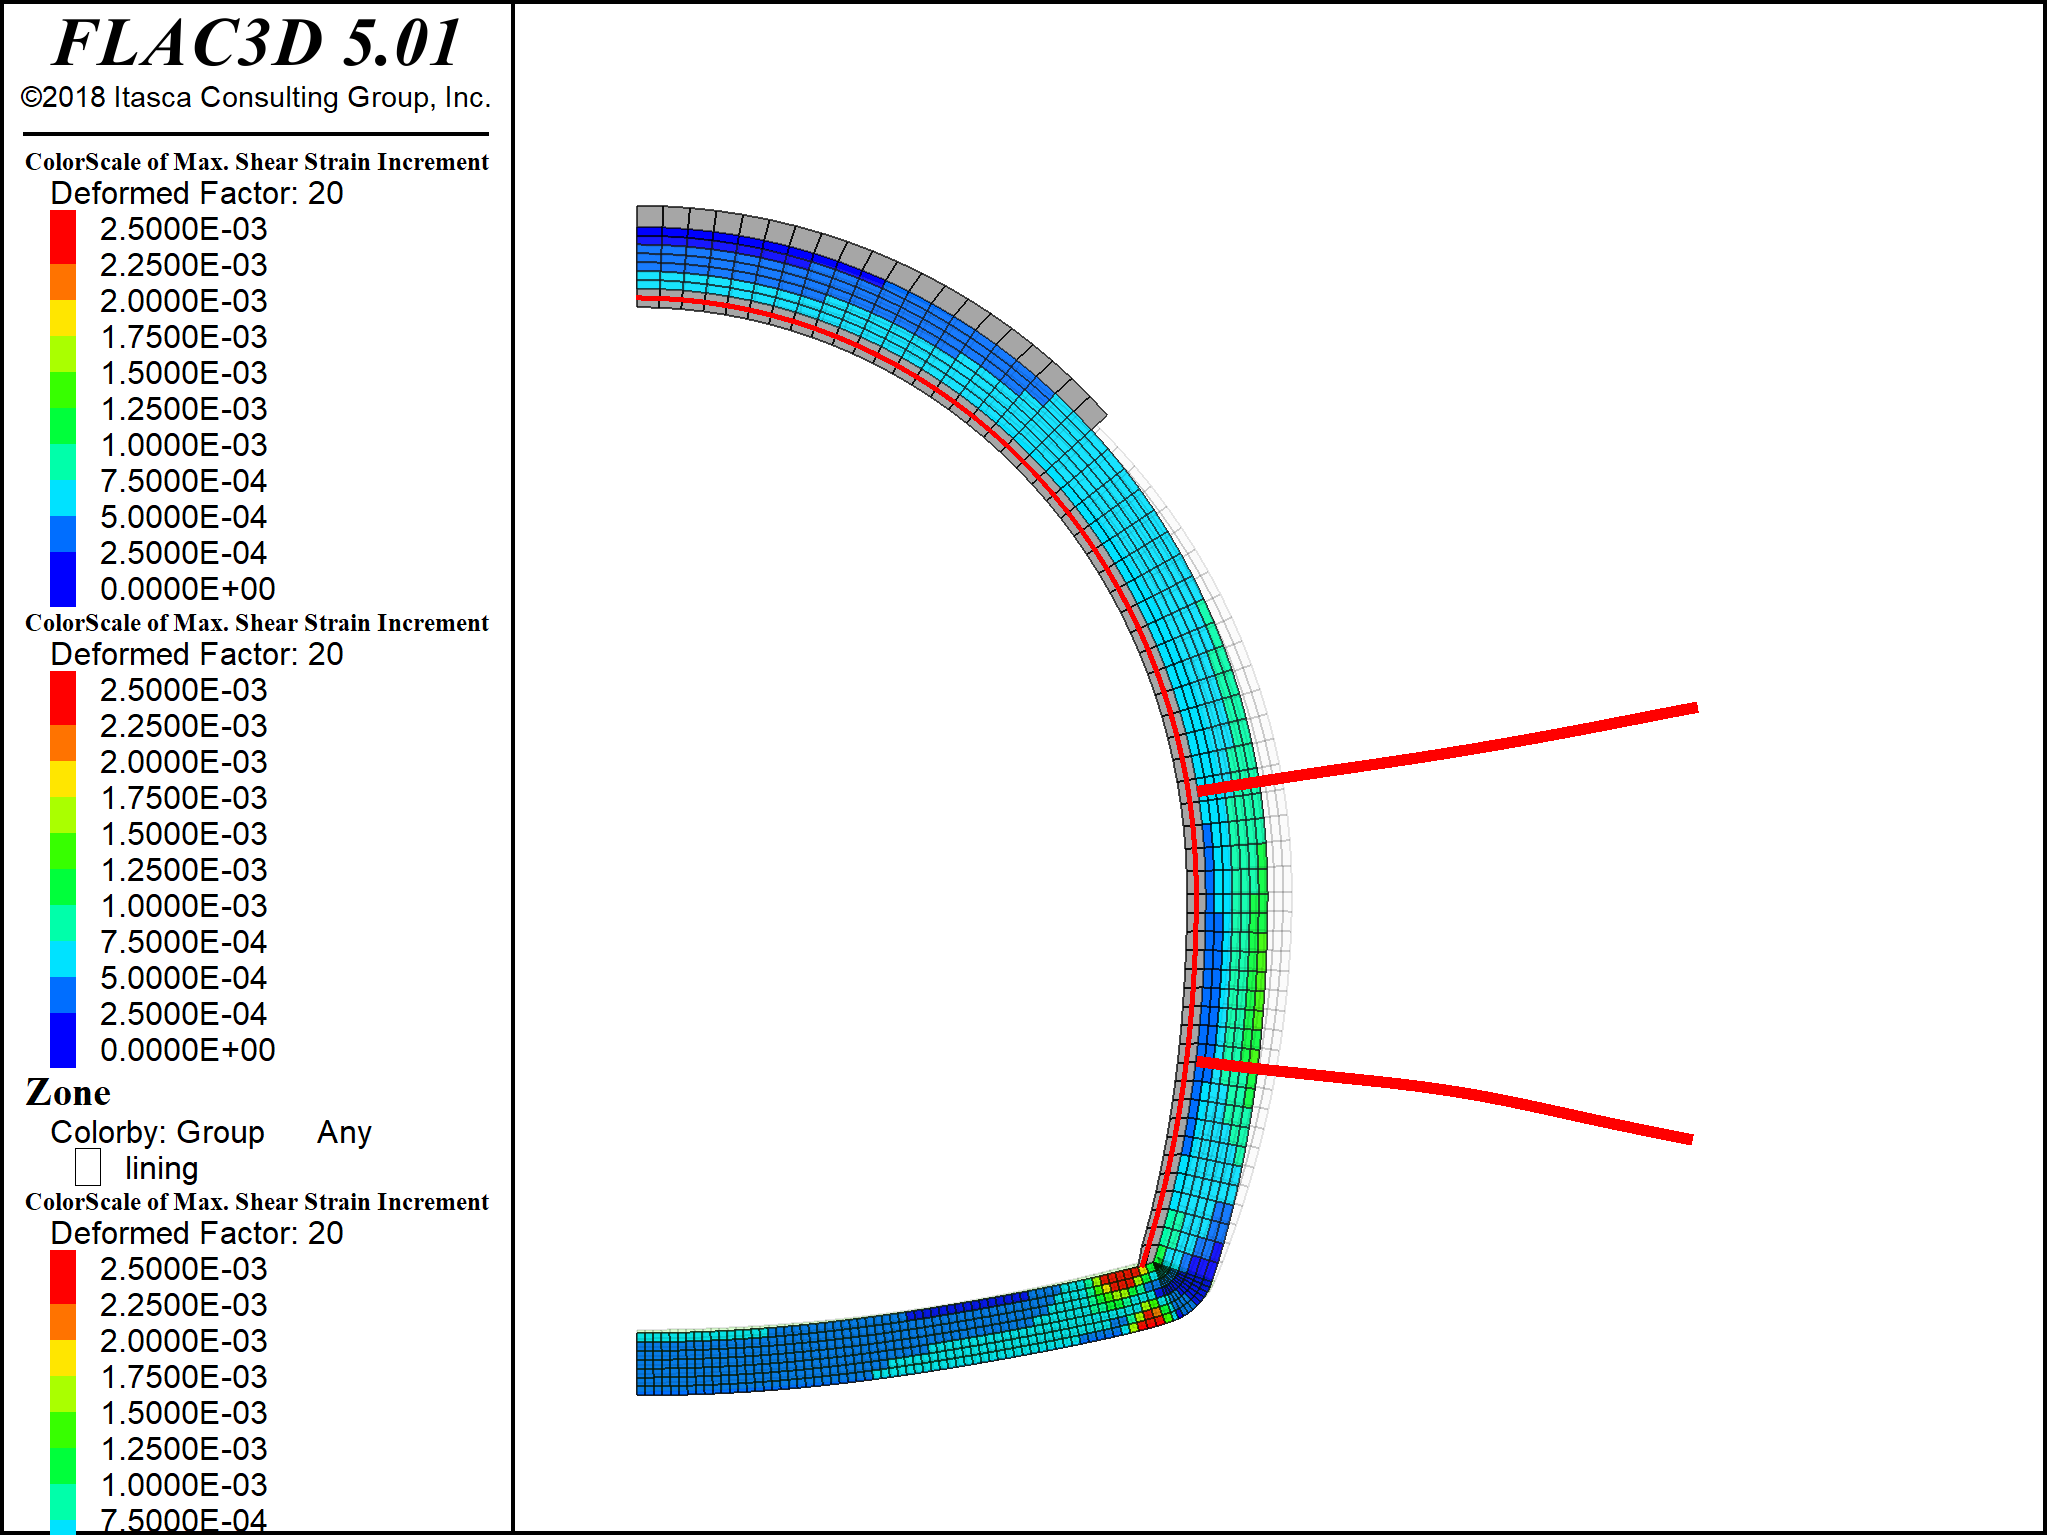 FLAC3D 5.01
©2018 Itasca Consulting Group, Inc.
ColorScale of Max. Shear Strain Increment
Deformed Factor: 20
2.5000E-03
2.2500E-03
2.0000E-03
1.7500E-03
1.5000E-03
1.2500E-03
1.0000E-03
7.5000E-04
5.0000E-04
2.5000E-04
0.0000E+00
ColorScale of Max. Shear Strain Increment
Deformed Factor: 20
2.5000E-03
2.2500E-03
2.0000E-03
1.7500E-03
1.5000E-03
1.2500E-03
1.0000E-03
7.5000E-04
5.0000E-04
2.5000E-04
0.0000E+00
Zone
Colorby: Group Any
lining
ColorScale of Max. Shear Strain Increment
Deformed Factor: 20
2.5000E-03
2.2500E-03
2.0000E-03
1.7500E-03
1.5000E-03
1.2500E-03
1.0000E-03
7.5000E-04